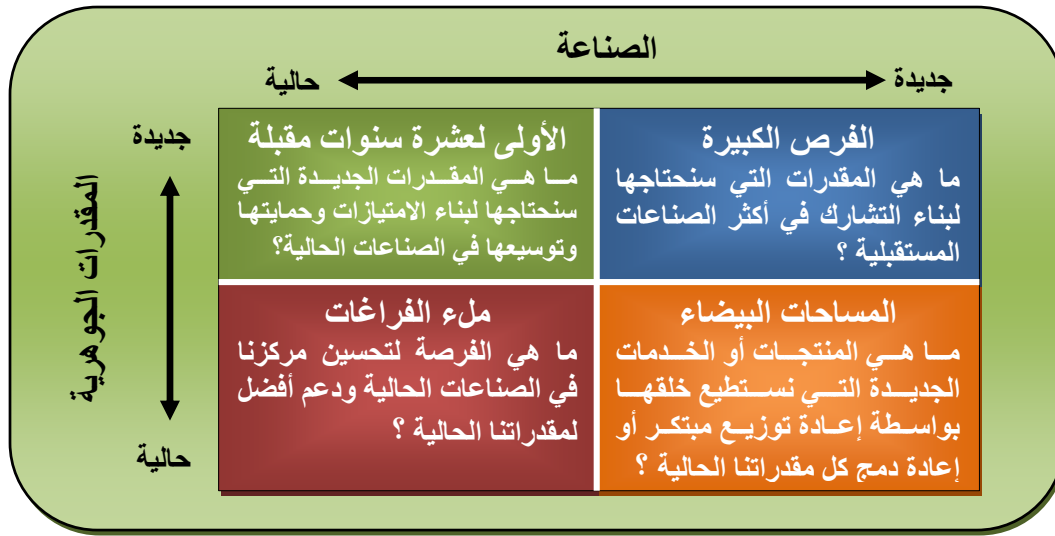 الصناعة
جديدة
حالية
المقدرات الجوهرية
جديدة
حالية
الأولى لعشرة سنوات مقبلة
ما هي المقدرات الجديدة التي
سنحتاجها لبناء الامتيازات وحمايتها
وتوسيعها في الصناعات الحالية؟
الفرص الكبيرة
ما هي المقدرات التي سنحتاجها
لبناء التشارك في أكثر الصناعات
المستقبلية ؟
ملء الفراغات
ما هي الفرصة لتحسين مركزنا
في الصناعات الحالية ودعم أفضل
لمقدراتنا الحالية ؟
المساحات البيضاء
ما هي المنتجات أو الخدمات
الجديدة التي نستطيع خلقها
بواسطة إعادة توزيع مبتكر أو
إعادة دمج كل مقدراتنا الحالية ؟